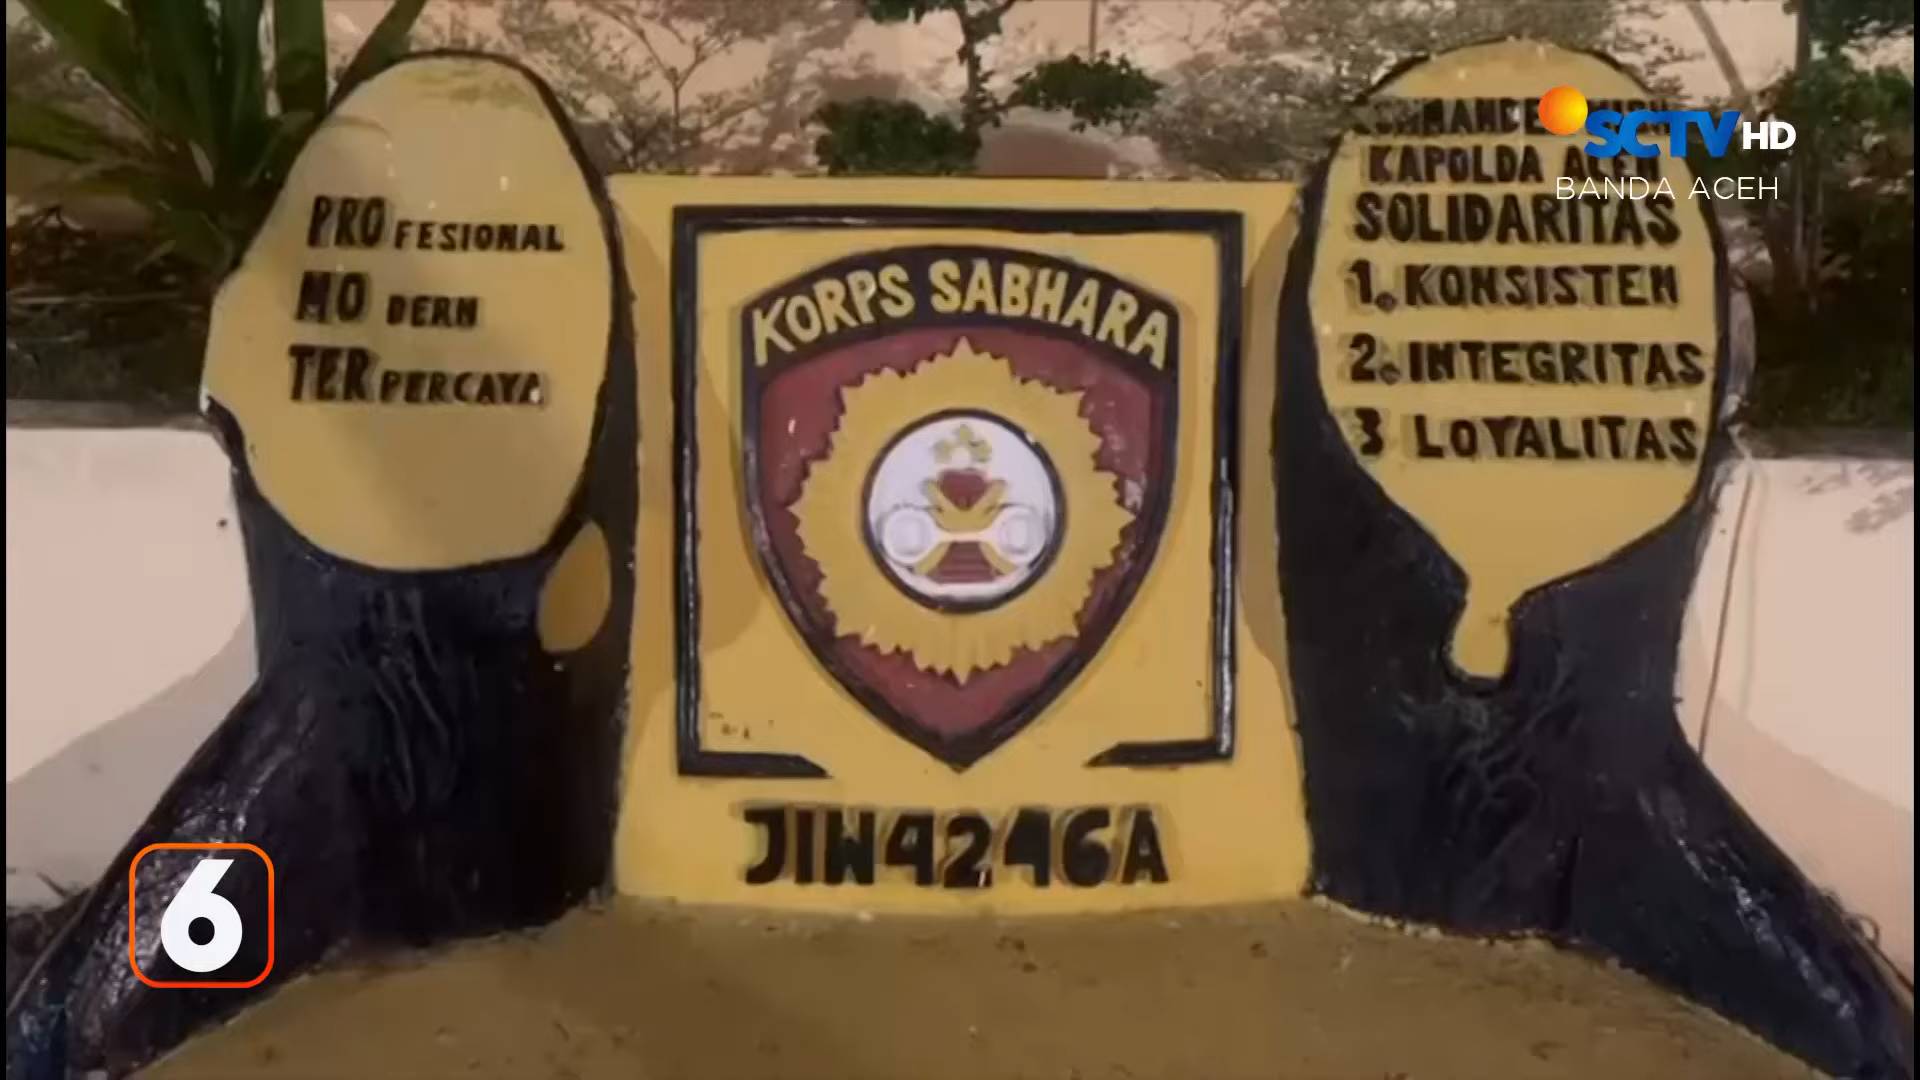 PROFESIONAL
MODERN
TERPERCAYA
KORPS SABHARA
JIW4246A
KAPOLDA ACEH
SOLIDARITAS
1. KONSISTEN
2. INTEGRITAS
3 LOYALITAS
SCTV HD
BANDA ACEH
6